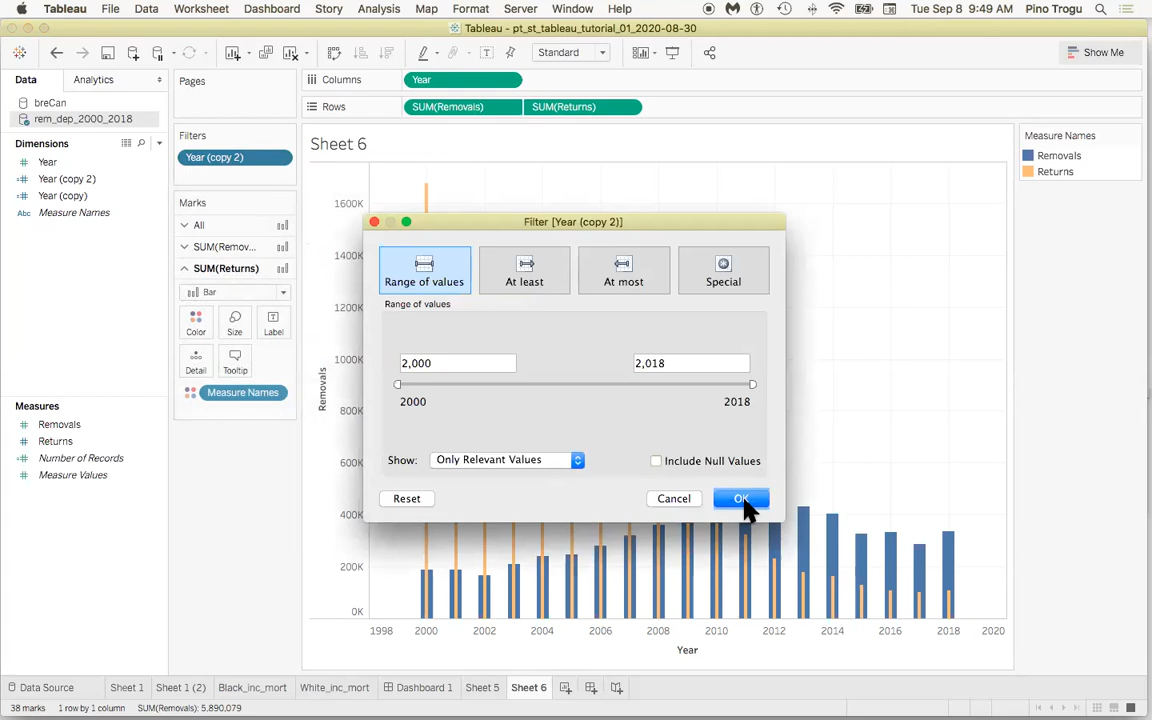 Tableau File Data Worksheet Dashboard Story Analysis Map Format Server Window Help Tue Sep 8 9:49 AM Pino Trogu
Tableau - pt_st_tableau_tutorial_01_2020-08-30
Standard Show Me
Data Analytics
Pages
Columns Year
breCan
rem_dep_2000_2018
Rows SUM(Removals) SUM(Returns)
Dimensions
Filters
Sheet 6
Measure Names
Year
Year (copy 2)
Removals
Year (copy 2)
Returns
Year (copy)
Measure Names
Marks
All
SUM(Remov...
SUM(Returns)
Bar
Color Size Label
Detail Tooltip
Measure Names
Measures
Removals
Returns
Number of Records
Measure Values
Filter [Year (copy 2)]
Range of values At least At most Special
Range of values
2,000 2,018
2000 2018
Show: Only Relevant Values Include Null Values
Reset Cancel OK
1600K
1400K
1200K
1000K
800K
600K
400K
200K
0K
Removals
1998 2000 2002 2004 2006 2008 2010 2012 2014 2016 2018 2020
Year
Data Source Sheet 1 Sheet 1 (2) Black_inc_mort White_inc_mort Dashboard 1 Sheet 5 Sheet 6
38 marks 1 row by 1 column SUM(Removals): 5,890,079